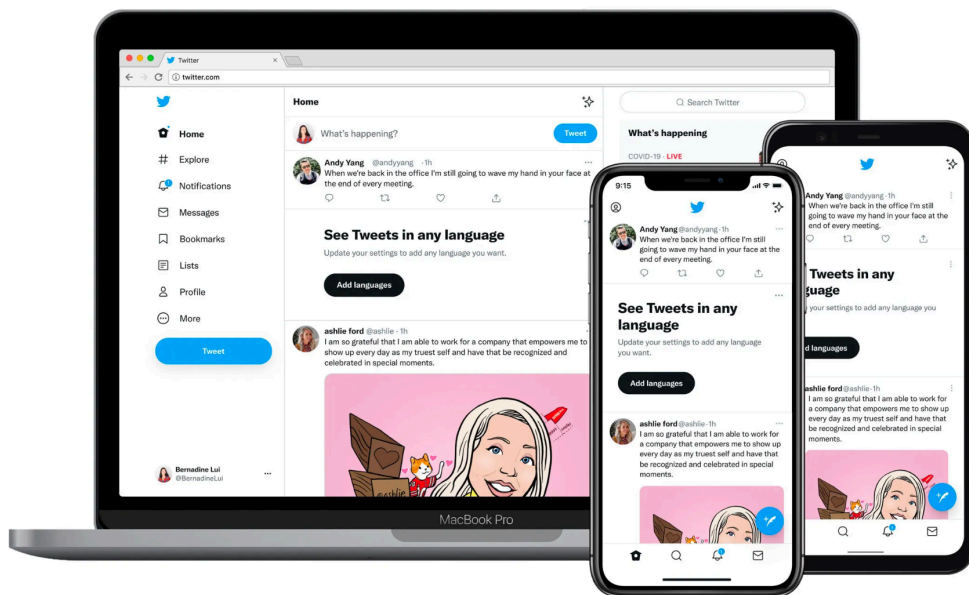 Twitter
twitter.com
Home
Explore
Notifications
Messages
Bookmarks
Lists
Profile
More
Tweet
Bernadine Lui
@BernadineLui
Home
What's happening?
Tweet
Andy Yang @andyyang · 1h
When we're back in the office I'm still going to wave my hand in your face at
the end of every meeting.
See Tweets in any language
Update your settings to add any language you want.
Add languages
ashlie ford @ashlie · 1h
I am so grateful that I am able to work for a company that empowers me to
show up every day as my truest self and have that be recognized and
celebrated in special moments.
Search Twitter
What's happening
COVID-19 · LIVE
MacBook Pro
9:15
Andy Yang @andyyang · 1h
When we're back in the office I'm still
going to wave my hand in your face at
the end of every meeting.
See Tweets in any
language
Update your settings to add any language
you want.
Add languages
ashlie ford @ashlie · 1h
I am so grateful that I am able to work for
a company that empowers me to show up
every day as my truest self and have that
be recognized and celebrated in special
moments.
Andy Yang @andyyang · 1h
When we're back in the office I'm still
going to wave my hand in your face at the
end of every meeting.
Tweets in any
guage
your settings to add any language you
d languages
ashlie ford @ashlie · 1h
I am so grateful that I am able to work for
a company that empowers me to show up
every day as my truest self and have that
be recognized and celebrated in special
moments.